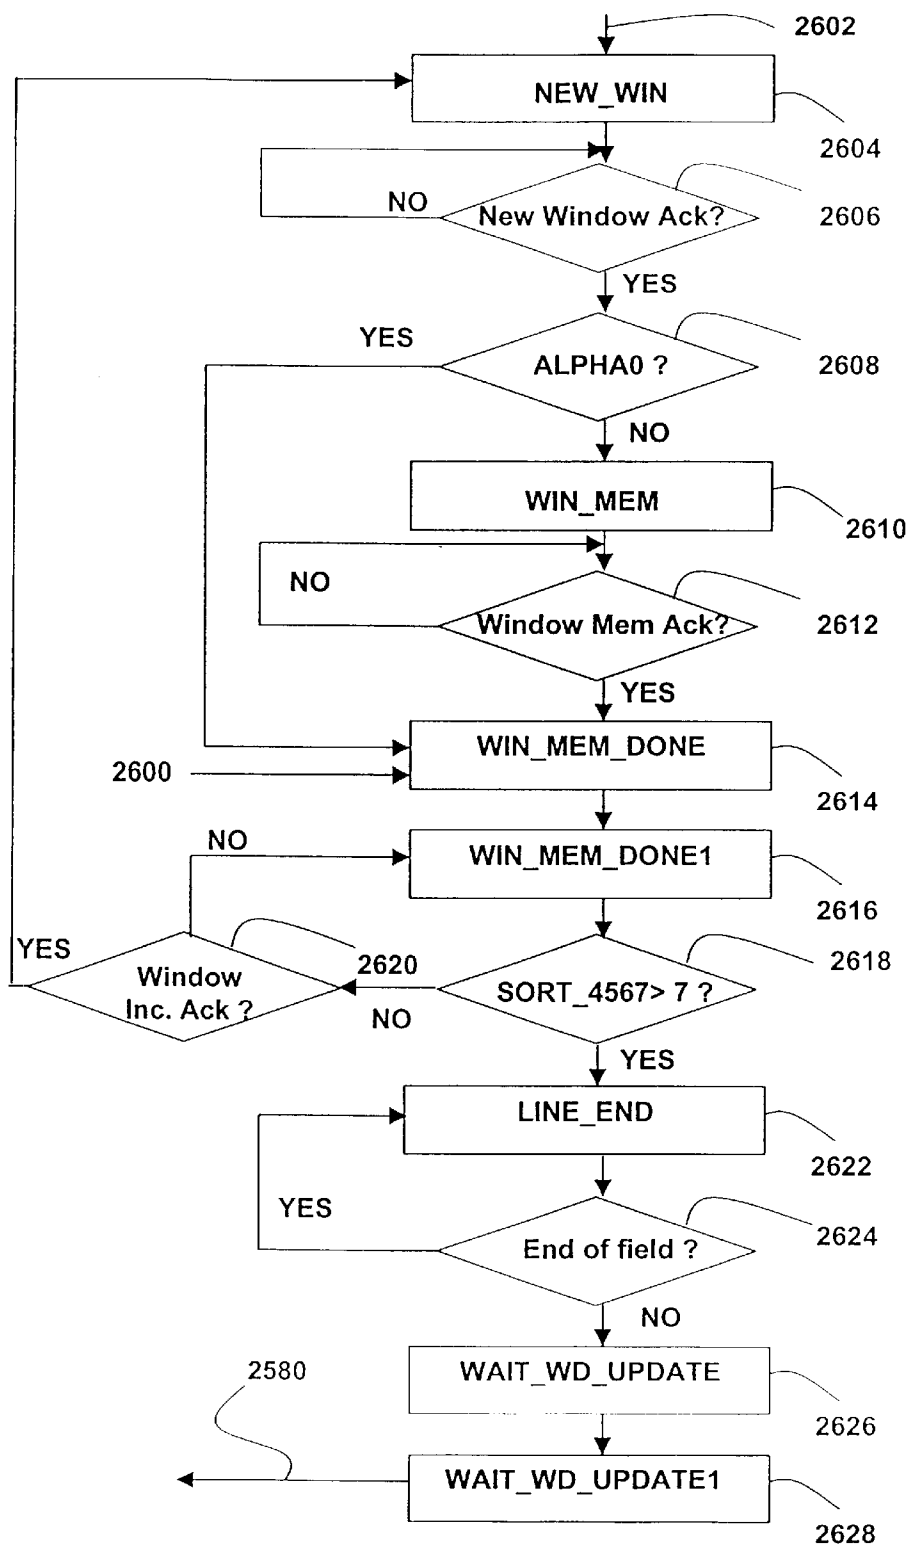 2602
NEW_WIN
2604
NO
New Window Ack?
2606
YES
YES
ALPHA0 ?
2608
NO
WIN_MEM
2610
NO
Window Mem Ack?
2612
YES
WIN_MEM_DONE
2600
2614
NO
WIN_MEM_DONE1
2616
YES
Window
Inc. Ack ?
2620
NO
SORT_4567> 7 ?
2618
YES
LINE_END
2622
YES
End of field ?
2624
NO
2580
WAIT_WD_UPDATE
2626
WAIT_WD_UPDATE1
2628